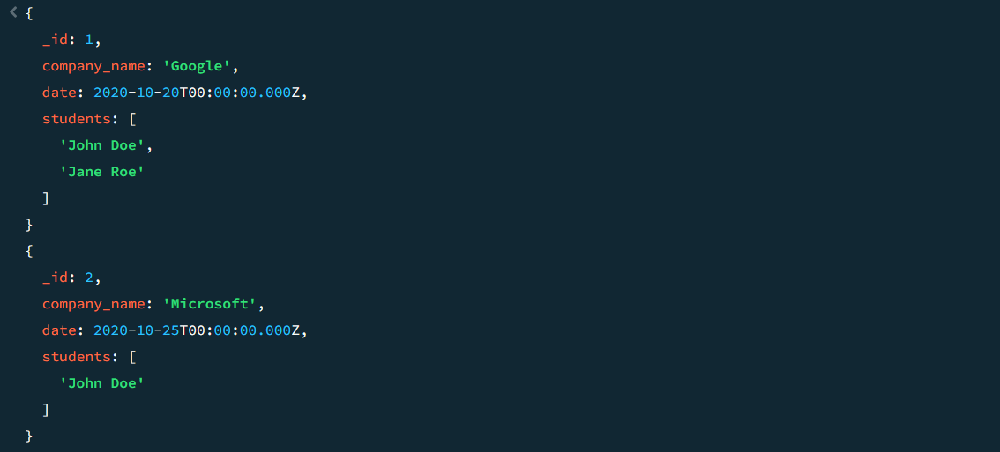 {
_id: 1,
company_name: 'Google',
date: 2020-10-20T00:00:00.000Z,
students: [
'John Doe',
'Jane Roe'
]
}
{
_id: 2,
company_name: 'Microsoft',
date: 2020-10-25T00:00:00.000Z,
students: [
'John Doe'
]
}